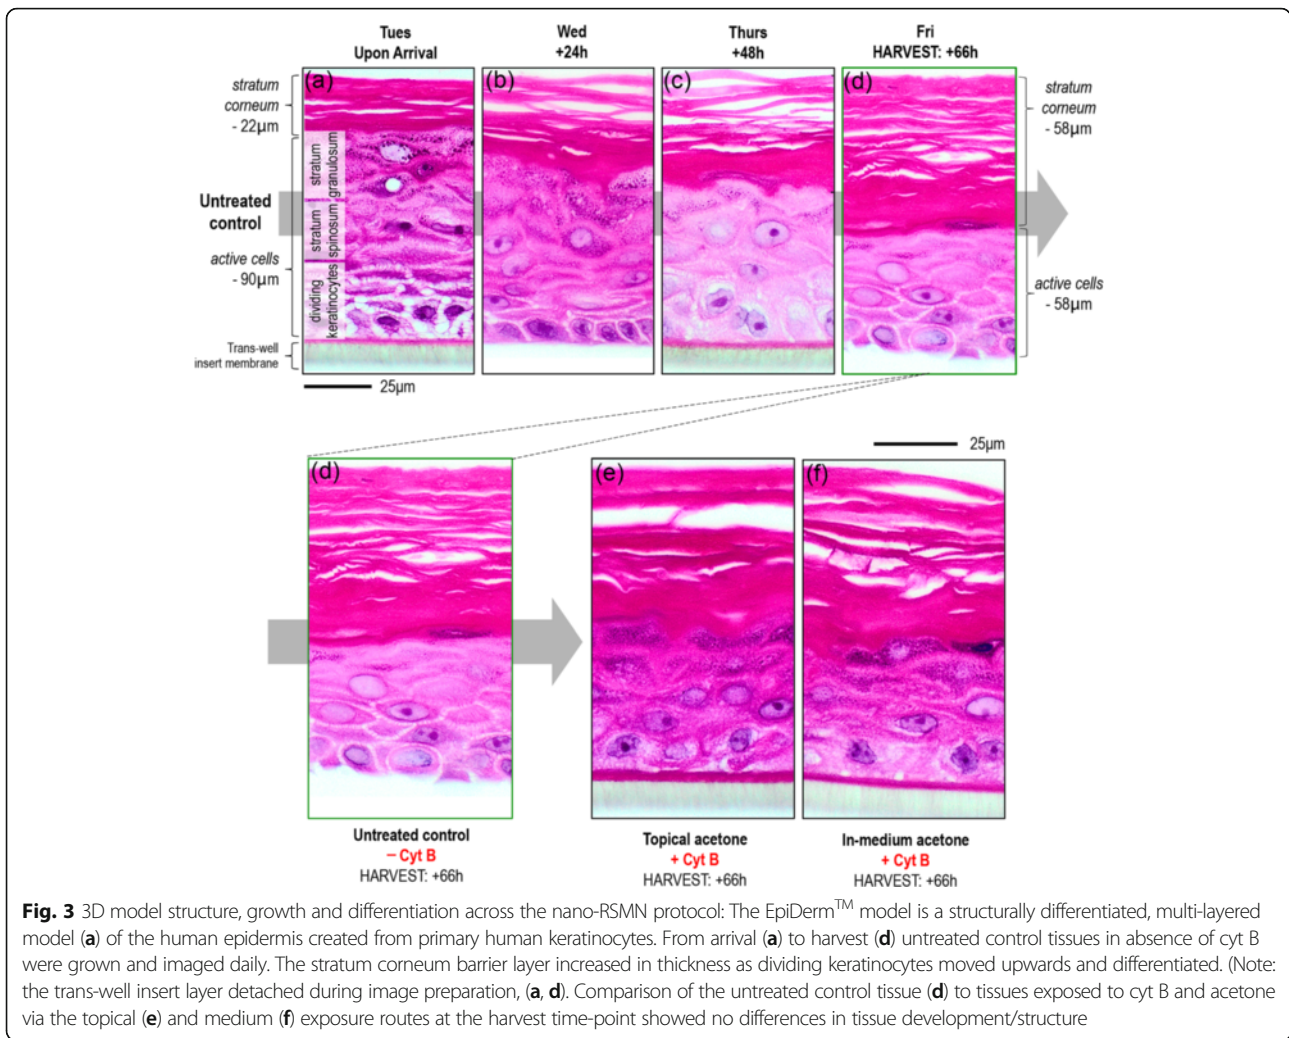 Tues
Upon Arrival
Wed
+24h
Thurs
+48h
Fri
HARVEST: +66h
(a)
(b)
(c)
(d)
stratum
corneum
- 22µm
stratum
granulosum
stratum
spinosum
dividing
keratinocytes
Untreated
control
active cells
- 90µm
Trans-well
insert membrane
stratum
corneum
- 58µm
active cells
- 58µm
25µm
25µm
(d)
(e)
(f)
Untreated control
– Cyt B
HARVEST: +66h
Topical acetone
+ Cyt B
HARVEST: +66h
In-medium acetone
+ Cyt B
HARVEST: +66h
Fig. 3 3D model structure, growth and differentiation across the nano-RSMN protocol: The EpiDerm™ model is a structurally differentiated, multi-layered
model (a) of the human epidermis created from primary human keratinocytes. From arrival (a) to harvest (d) untreated control tissues in absence of cyt B
were grown and imaged daily. The stratum corneum barrier layer increased in thickness as dividing keratinocytes moved upwards and differentiated. (Note:
the trans-well insert layer detached during image preparation, (a, d). Comparison of the untreated control tissue (d) to tissues exposed to cyt B and acetone
via the topical (e) and medium (f) exposure routes at the harvest time-point showed no differences in tissue development/structure